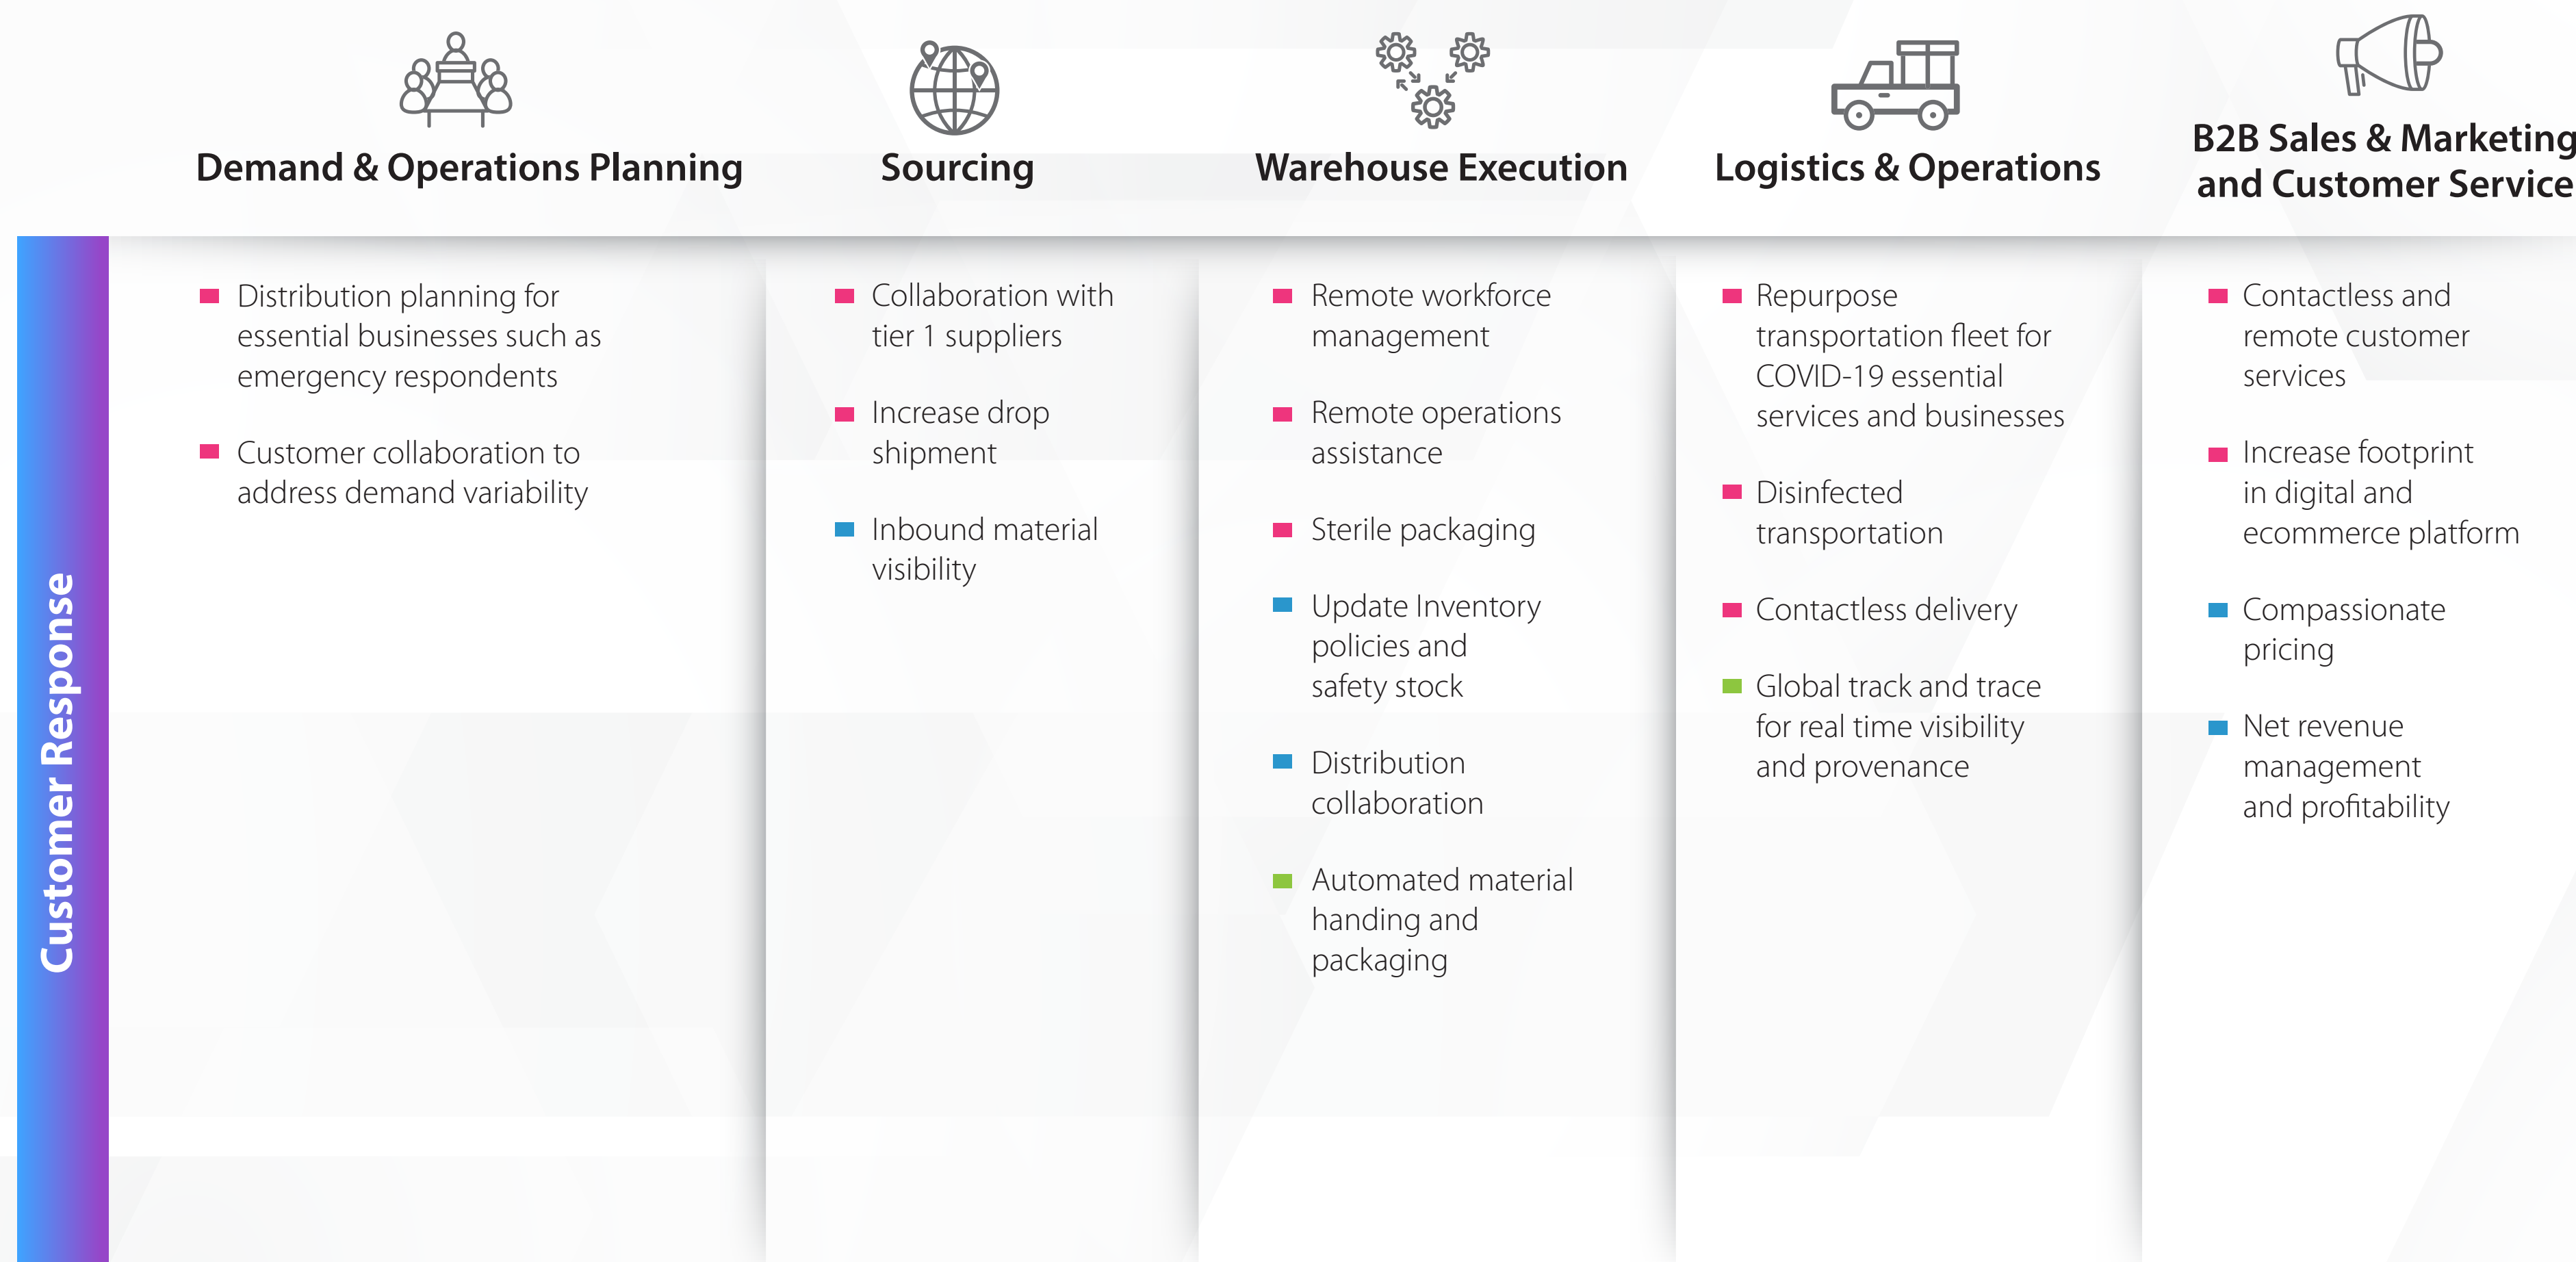 Demand & Operations Planning
Sourcing
Warehouse Execution
Logistics & Operations
B2B Sales & Marketing
and Customer Service
Customer Response
Distribution planning for
essential businesses such as
emergency respondents
Customer collaboration to
address demand variability
Collaboration with
tier 1 suppliers
Increase drop
shipment
Inbound material
visibility
Remote workforce
management
Remote operations
assistance
Sterile packaging
Update Inventory
policies and
safety stock
Distribution
collaboration
Automated material
handing and
packaging
Repurpose
transportation fleet for
COVID-19 essential
services and businesses
Disinfected
transportation
Contactless delivery
Global track and trace
for real time visibility
and provenance
Contactless and
remote customer
services
Increase footprint
in digital and
ecommerce platform
Compassionate
pricing
Net revenue
management
and profitability